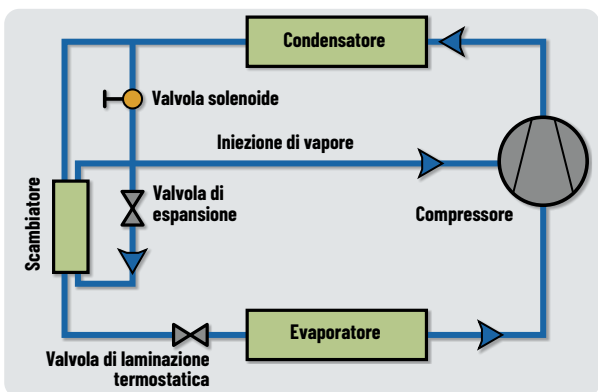 Condensatore
Valvola solenoide
Iniezione di vapore
Scambiatore
Valvola di
espansione
Compressore
Evaporatore
Valvola di laminazione
termostatica